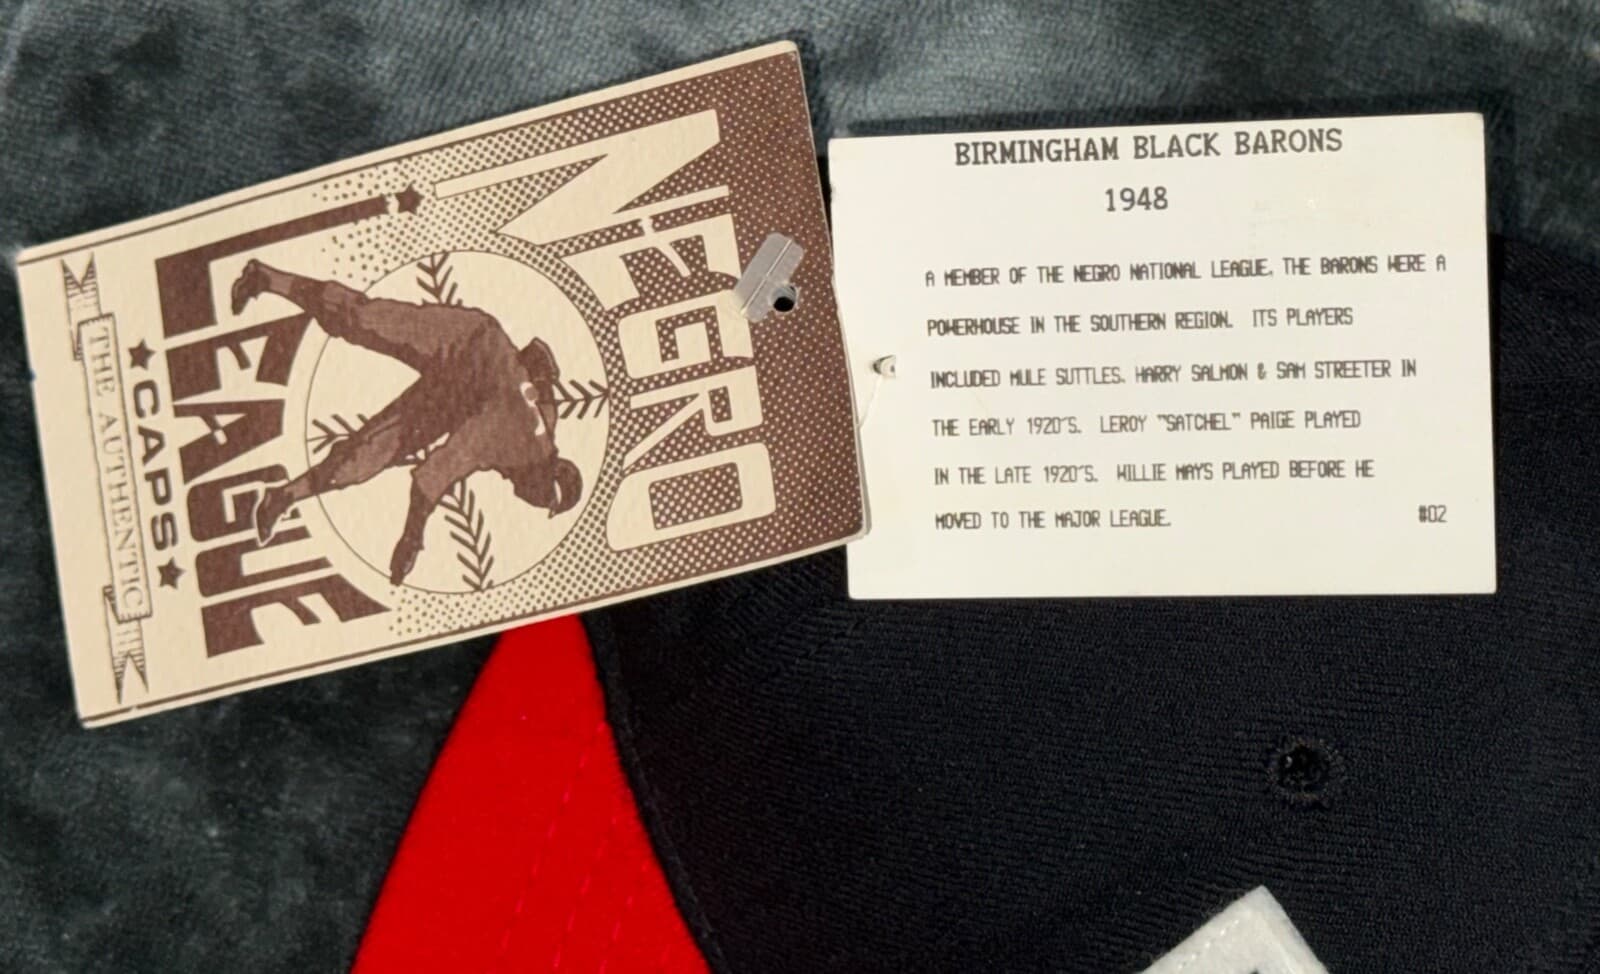 NEGRO
LEAGUE
★CAPS★
THE AUTHENTIC
BIRMINGHAM BLACK BARONS
1948
A MEMBER OF THE NEGRO NATIONAL LEAGUE, THE BARONS WERE A
POWERHOUSE IN THE SOUTHERN REGION. ITS PLAYERS
INCLUDED MULE SUTTLES, HARRY SALMON & SAM STREETER IN
THE EARLY 1920'S. LEROY "SATCHEL" PAIGE PLAYED
IN THE LATE 1920'S. WILLIE MAYS PLAYED BEFORE HE
MOVED TO THE MAJOR LEAGUE. #02